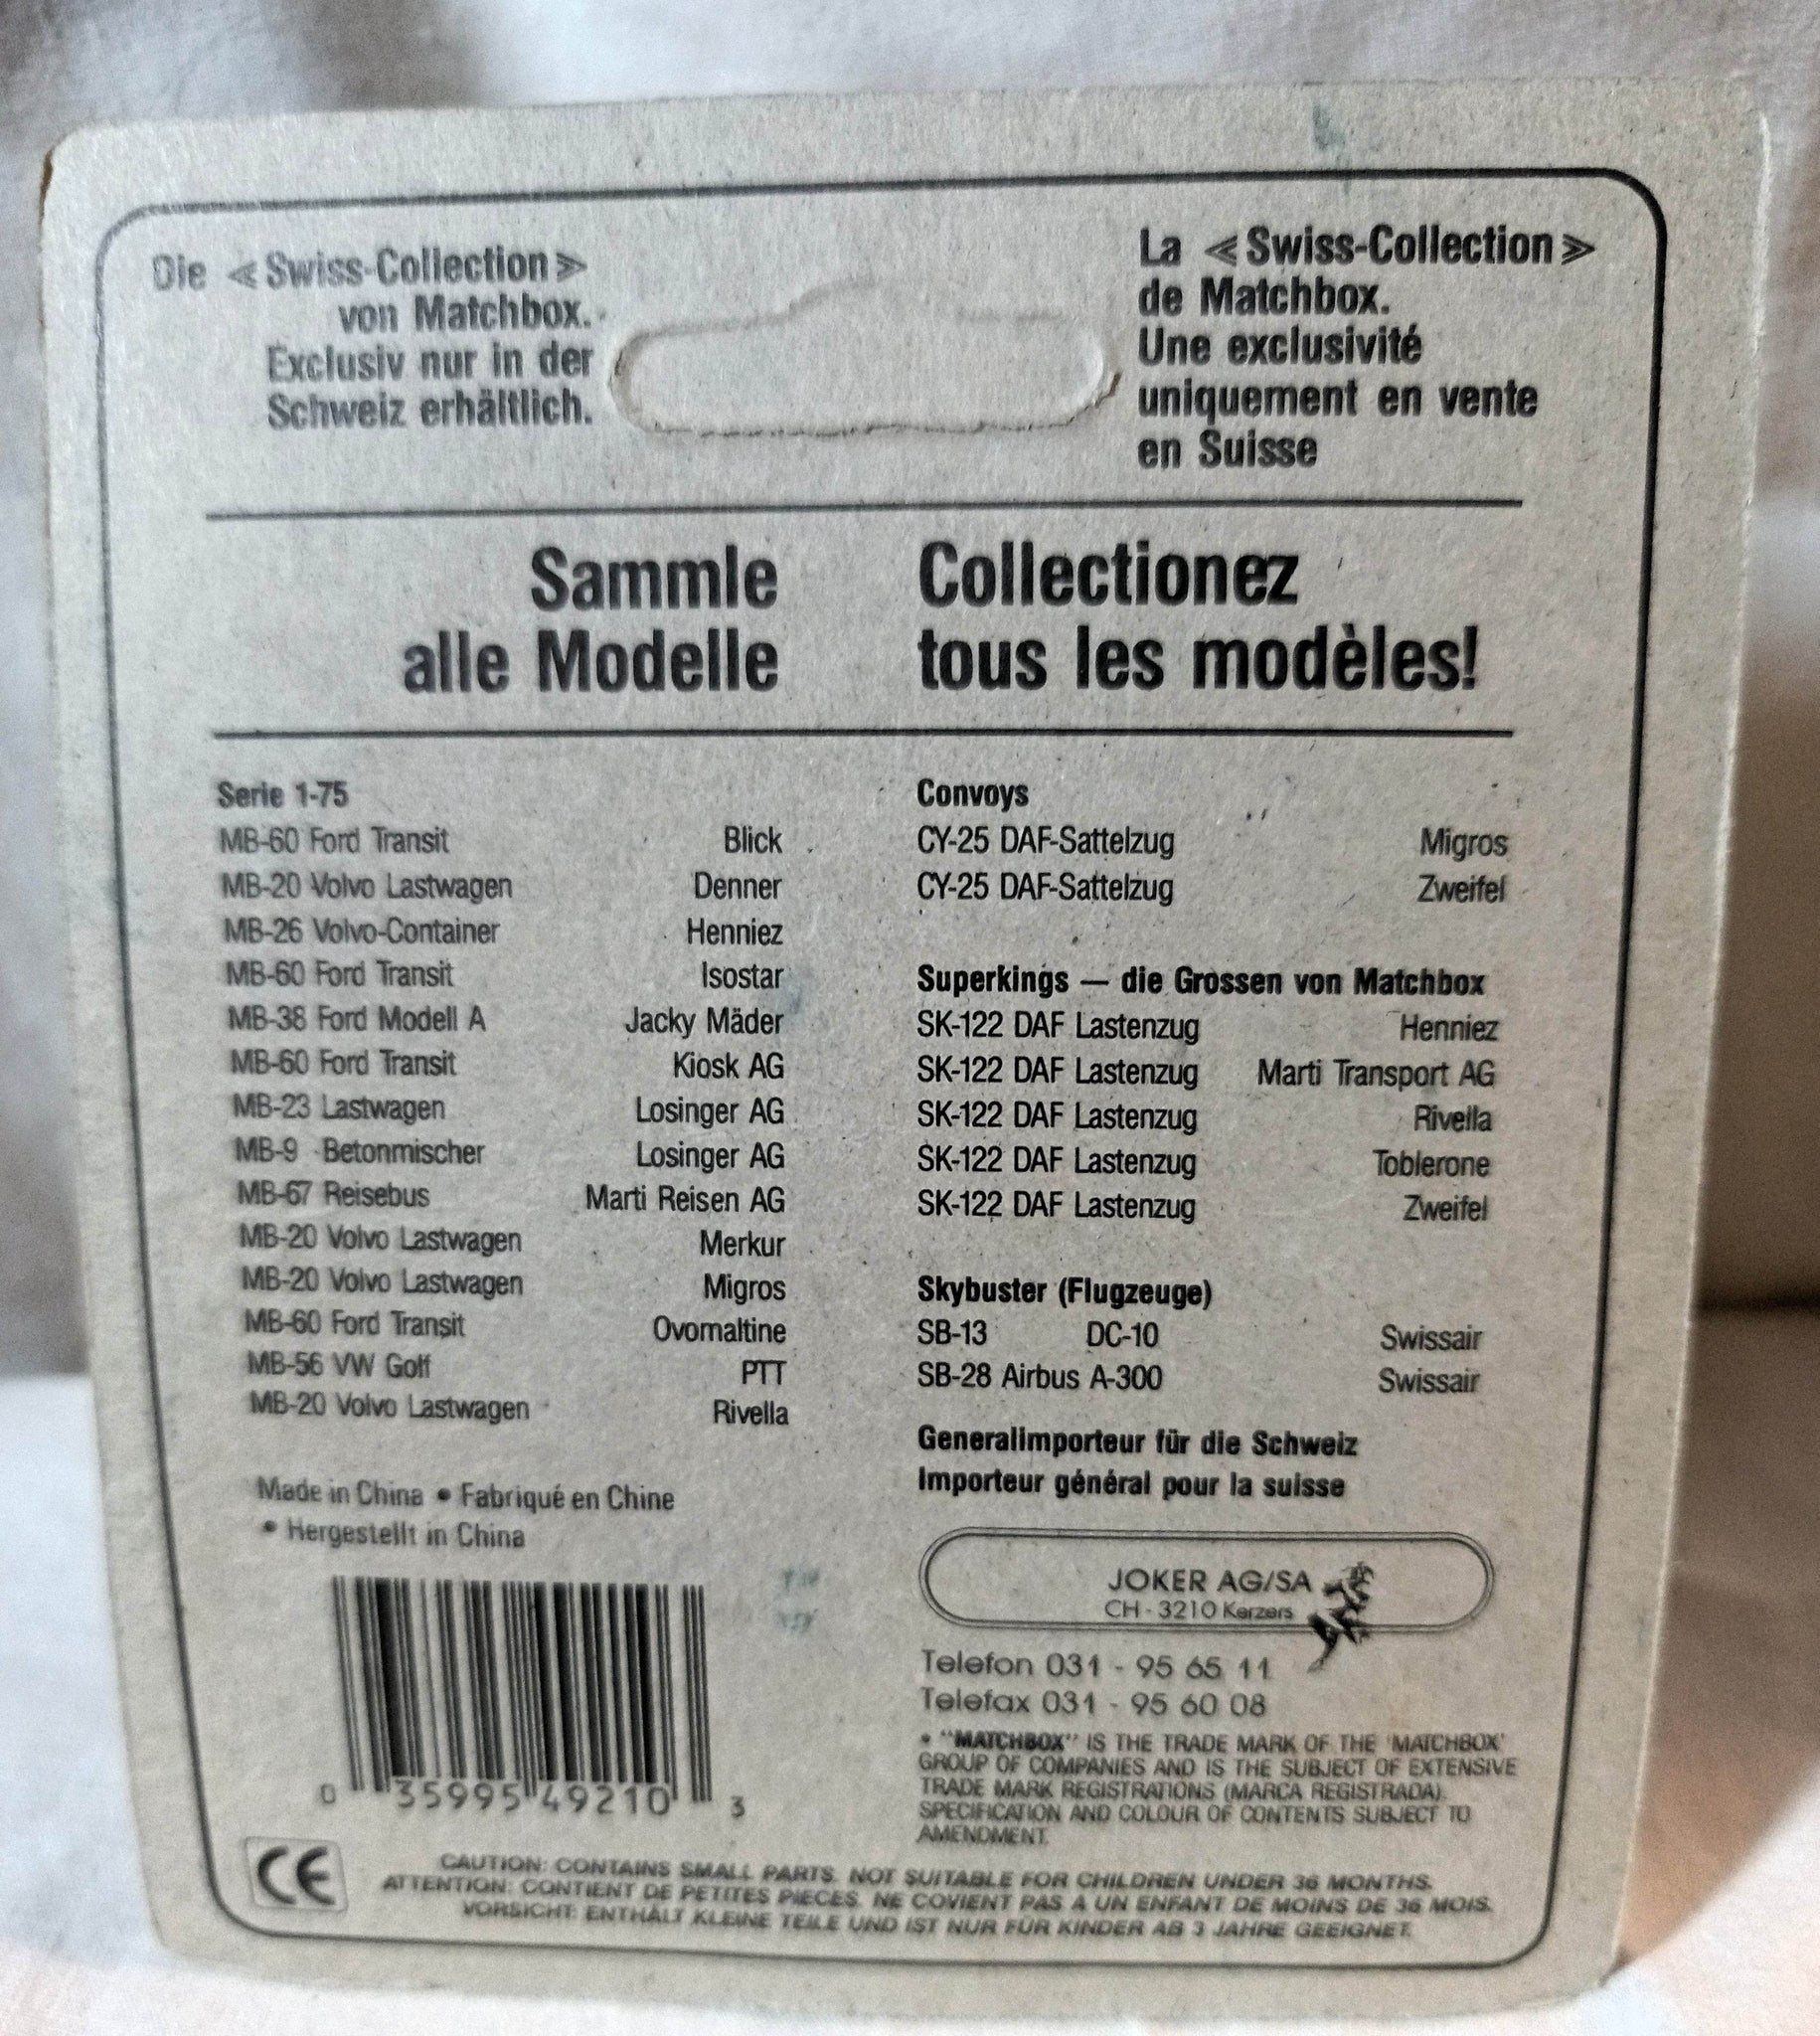 Die «Swiss-Collection»
von Matchbox.
Exclusiv nur in der
Schweiz erhältlich.
La «Swiss-Collection»
de Matchbox.
Une exclusivité
uniquement en vente
en Suisse
Sammle
alle Modelle
Collectionez
tous les modèles!
Serie 1-75
MB-60 Ford Transit Blick
MB-20 Volvo Lastwagen Denner
MB-26 Volvo-Container Henniez
MB-60 Ford Transit Isostar
MB-38 Ford Modell A Jacky Mäder
MB-60 Ford Transit Kiosk AG
MB-23 Lastwagen Losinger AG
MB-9 Betonmischer Losinger AG
MB-67 Reisebus Marti Reisen AG
MB-20 Volvo Lastwagen Merkur
MB-20 Volvo Lastwagen Migros
MB-60 Ford Transit Ovomaltine
MB-56 VW Golf PTT
MB-20 Volvo Lastwagen Rivella
Made in China • Fabriqué en Chine
• Hergestellt in China
0 35995 49210 3
Convoys
CY-25 DAF-Sattelzug Migros
CY-25 DAF-Sattelzug Zweifel
Superkings — die Grossen von Matchbox
SK-122 DAF Lastenzug Henniez
SK-122 DAF Lastenzug Marti Transport AG
SK-122 DAF Lastenzug Rivella
SK-122 DAF Lastenzug Toblerone
SK-122 DAF Lastenzug Zweifel
Skybuster (Flugzeuge)
SB-13 DC-10 Swissair
SB-28 Airbus A-300 Swissair
Generalimporteur für die Schweiz
Importeur général pour la suisse
JOKER AG/SA
CH - 3210 Kerzers
Telefon 031 - 95 65 11
Telefax 031 - 95 60 08
• "MATCHBOX" IS THE TRADE MARK OF THE 'MATCHBOX'
GROUP OF COMPANIES AND IS THE SUBJECT OF EXTENSIVE
TRADE MARK REGISTRATIONS (MARCA REGISTRADA).
SPECIFICATION AND COLOUR OF CONTENTS SUBJECT TO
AMENDMENT.
CE
CAUTION: CONTAINS SMALL PARTS. NOT SUITABLE FOR CHILDREN UNDER 36 MONTHS.
ATTENTION: CONTIENT DE PETITES PIECES. NE COVIENT PAS A UN ENFANT DE MOINS DE 36 MOIS.
VORSICHT: ENTHÄLT KLEINE TEILE UND IST NUR FÜR KINDER AB 3 JAHRE GEEIGNET.